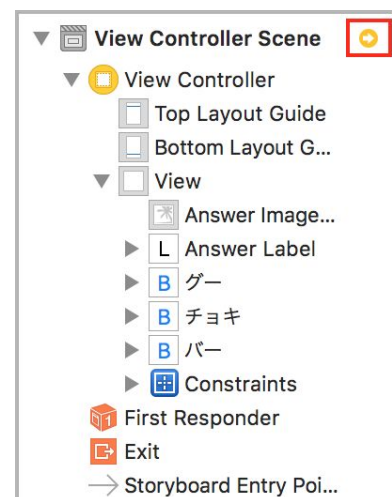 View Controller Scene
View Controller
Top Layout Guide
Bottom Layout G...
View
Answer Image...
L Answer Label
B グー
B チョキ
B バー
Constraints
1 First Responder
Exit
Storyboard Entry Poi...